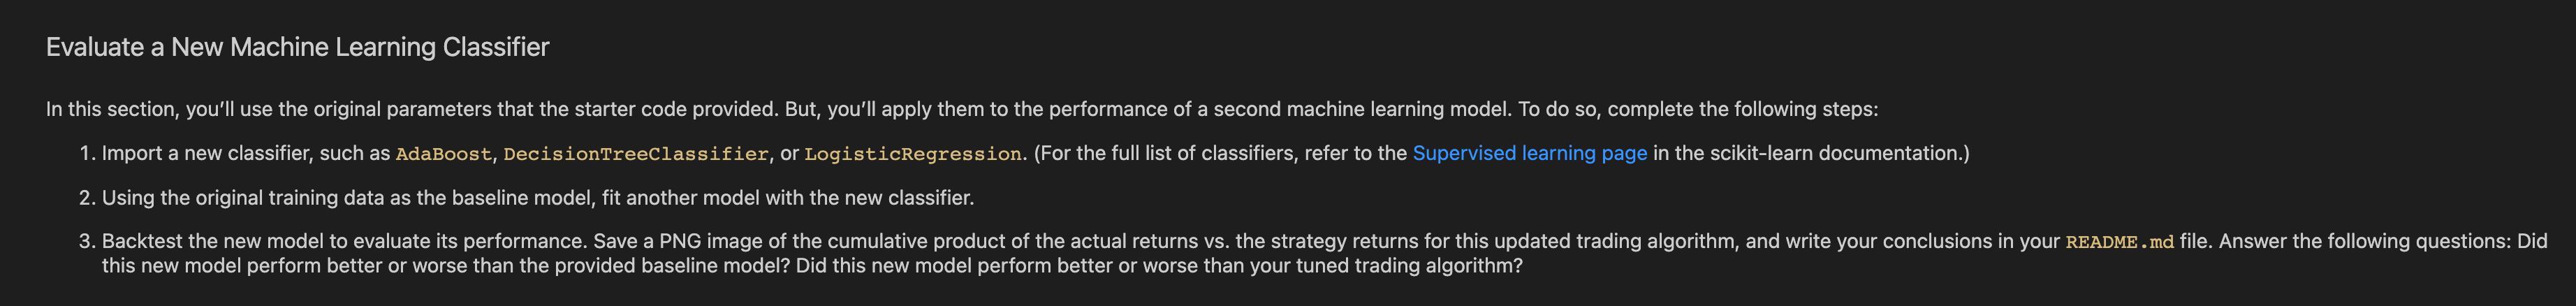 Evaluate a New Machine Learning Classifier
In this section, you’ll use the original parameters that the starter code provided. But, you’ll apply them to the performance of a second machine learning model. To do so, complete the following steps:
1. Import a new classifier, such as AdaBoost, DecisionTreeClassifier, or LogisticRegression. (For the full list of classifiers, refer to the Supervised learning page in the scikit-learn documentation.)
2. Using the original training data as the baseline model, fit another model with the new classifier.
3. Backtest the new model to evaluate its performance. Save a PNG image of the cumulative product of the actual returns vs. the strategy returns for this updated trading algorithm, and write your conclusions in your README.md file. Answer the following questions: Did
this new model perform better or worse than the provided baseline model? Did this new model perform better or worse than your tuned trading algorithm?